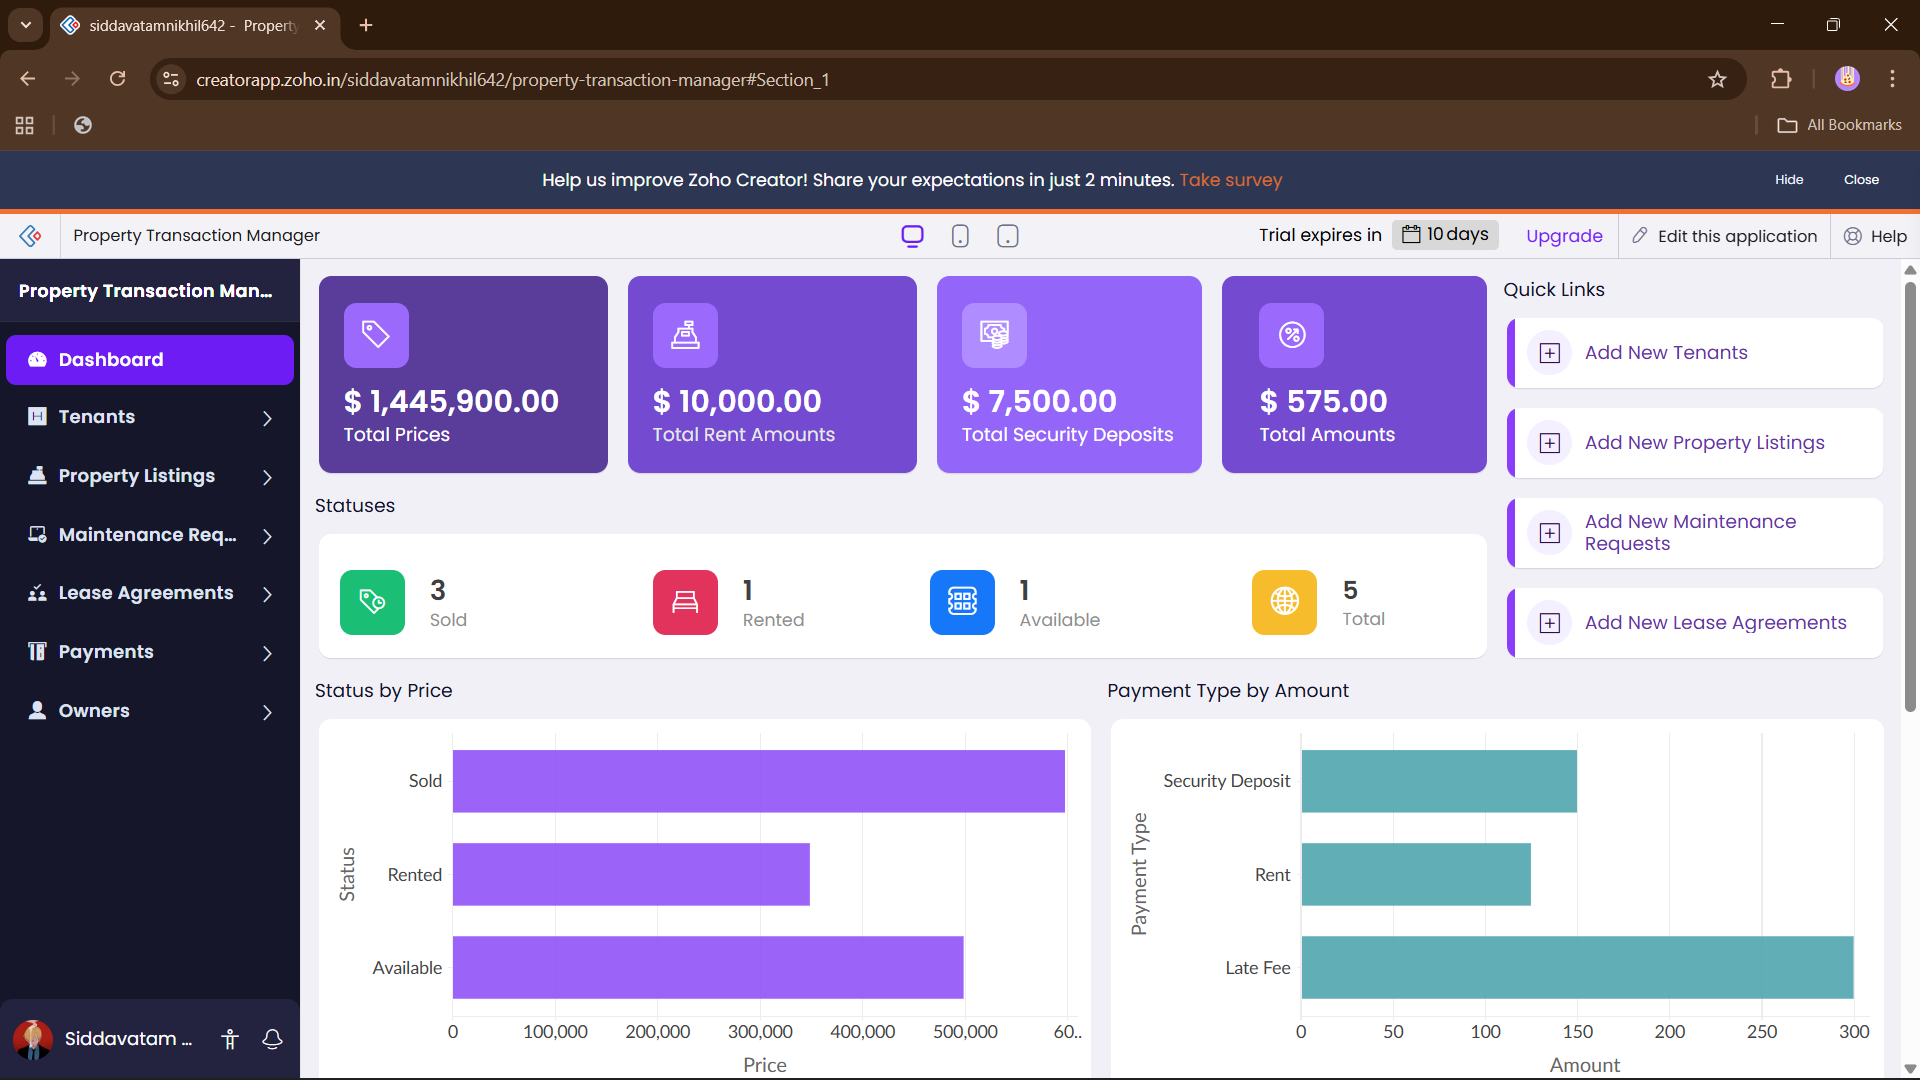 siddavatamnikhil642 - Property
creatorapp.zoho.in/siddavatamnikhil642/property-transaction-manager#Section_1
All Bookmarks
Help us improve Zoho Creator! Share your expectations in just 2 minutes. Take survey
Hide
Close
Property Transaction Manager
Trial expires in
10 days
Upgrade
Edit this application
Help
Property Transaction Man...
Dashboard
Tenants
Property Listings
Maintenance Req...
Lease Agreements
Payments
Owners
Siddavatam ...
$ 1,445,900.00
Total Prices
$ 10,000.00
Total Rent Amounts
$ 7,500.00
Total Security Deposits
$ 575.00
Total Amounts
Quick Links
Add New Tenants
Add New Property Listings
Add New Maintenance
Requests
Add New Lease Agreements
Statuses
3
Sold
1
Rented
1
Available
5
Total
Status by Price
Status
Sold
Rented
Available
0 100,000 200,000 300,000 400,000 500,000 60..
Price
Payment Type by Amount
Payment Type
Security Deposit
Rent
Late Fee
0 50 100 150 200 250 300
Amount